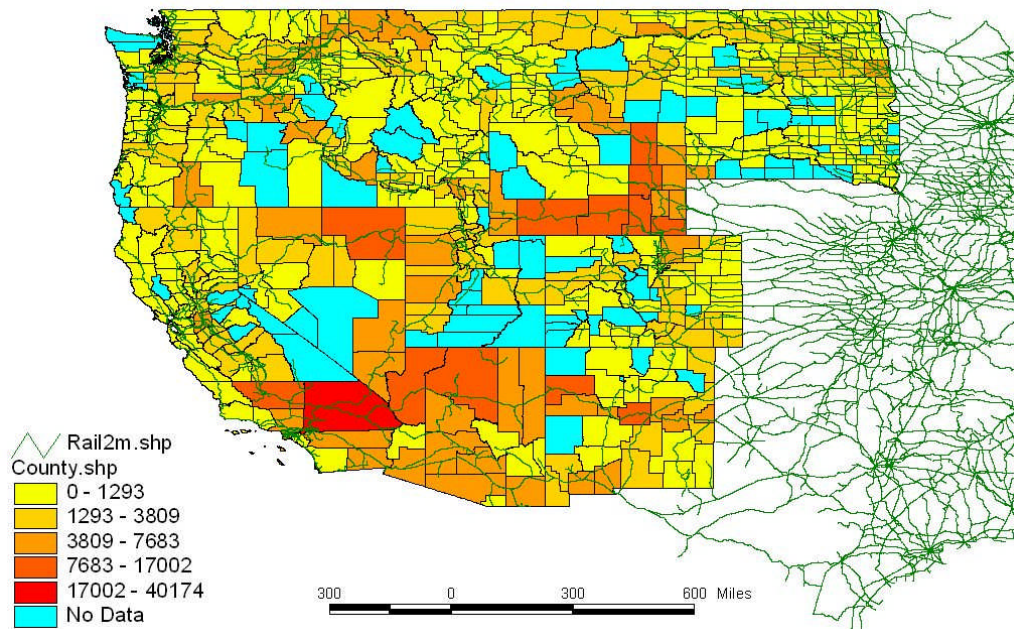 Rail2m.shp
County.shp
0 - 1293
1293 - 3809
3809 - 7683
7683 - 17002
17002 - 40174
No Data
300 0 300 600 Miles